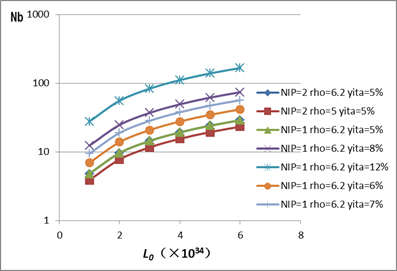 Nb
1000
100
10
1
0
2
4
6
8
L₀ (×10³⁴)
NIP=2 rho=6.2 yita=5%
NIP=2 rho=5 yita=5%
NIP=1 rho=6.2 yita=5%
NIP=1 rho=6.2 yita=8%
NIP=1 rho=6.2 yita=12%
NIP=1 rho=6.2 yita=6%
NIP=1 rho=6.2 yita=7%